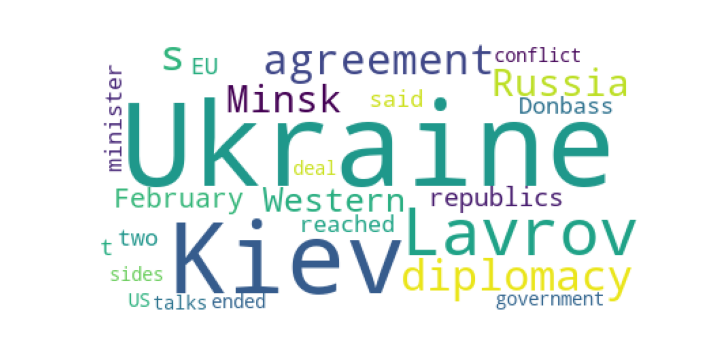 s EU agreement conflict
minister Minsk said Russia
Donbass
Ukraine
deal
February Western republics
t two reached Lavrov
Kiev
sides diplomacy
US talks ended government